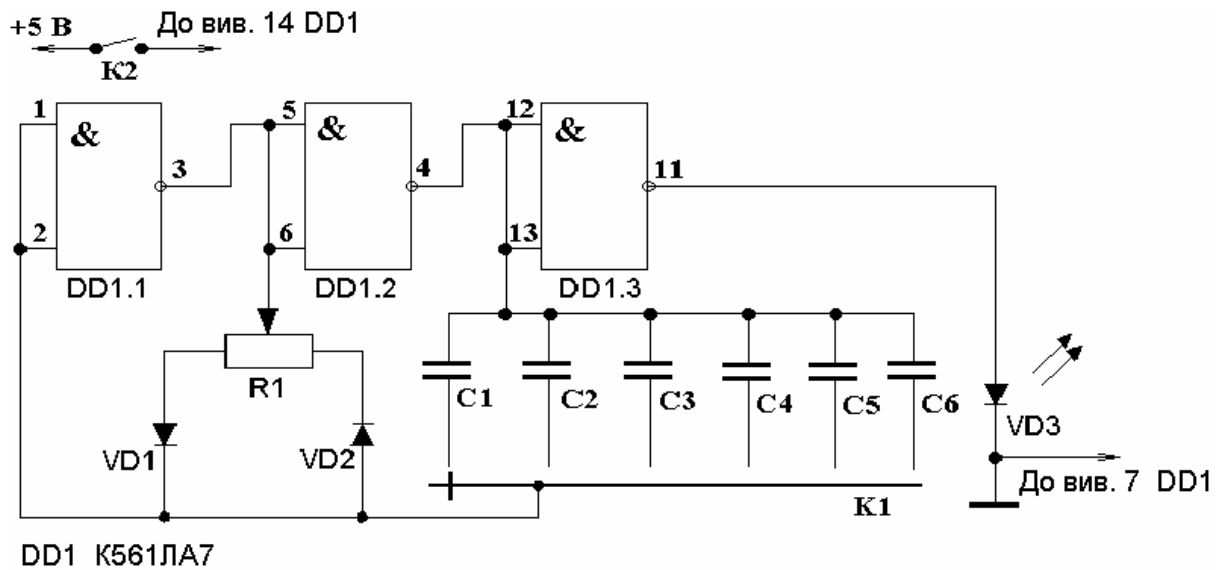 +5 В
До вив. 14 DD1
К2
1
&
3
2
DD1.1
5
&
4
6
DD1.2
12
&
11
13
DD1.3
R1
VD1
VD2
C1
C2
C3
C4
C5
C6
К1
VD3
До вив. 7 DD1
DD1 К561ЛА7